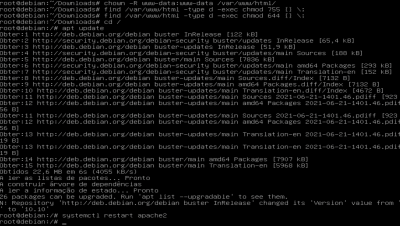 root@debian:~/Downloads# chown -R www-data:www-data /var/www/html/
root@debian:~/Downloads# find /var/www/html -type d -exec chmod 755 {} \;
root@debian:~/Downloads# find /var/www/html -type d -exec chmod 644 {} \;
root@debian:~/Downloads# cd /
root@debian:/# apt update
Obter:1 http://deb.debian.org/debian buster InRelease [122 kB]
Obter:2 http://security.debian.org/debian-security buster/updates InRelease [65,4 kB]
Obter:3 http://deb.debian.org/debian buster-updates InRelease [51,9 kB]
Obter:4 http://security.debian.org/debian-security buster/updates/main Sources [188 kB]
Obter:5 http://deb.debian.org/debian buster/main Sources [7836 kB]
Obter:6 http://security.debian.org/debian-security buster/updates/main amd64 Packages [293 kB]
Obter:7 http://security.debian.org/debian-security buster/updates/main Translation-en [152 kB]
Obter:8 http://deb.debian.org/debian buster-updates/main Sources.diff/Index [7132 B]
Obter:9 http://deb.debian.org/debian buster-updates/main amd64 Packages.diff/Index [7132 B]
Obter:10 http://deb.debian.org/debian buster-updates/main Translation-en.diff/Index [4672 B]
Obter:11 http://deb.debian.org/debian buster-updates/main Sources 2021-06-21-1401.46.pdiff [923 B]
Obter:12 http://deb.debian.org/debian buster-updates/main amd64 Packages 2021-06-21-1401.46.pdiff
56 B]
Obter:11 http://deb.debian.org/debian buster-updates/main Sources 2021-06-21-1401.46.pdiff [923 B]
Obter:12 http://deb.debian.org/debian buster-updates/main amd64 Packages 2021-06-21-1401.46.pdiff
56 B]
Obter:13 http://deb.debian.org/debian buster-updates/main Translation-en 2021-06-21-1401.46.pdiff
19 B]
Obter:13 http://deb.debian.org/debian buster-updates/main Translation-en 2021-06-21-1401.46.pdiff
19 B]
Obter:14 http://deb.debian.org/debian buster/main amd64 Packages [7907 kB]
Obter:15 http://deb.debian.org/debian buster/main Translation-en [5968 kB]
Obtidos 22,6 MB em 6s (4055 kB/s)
A ler as listas de pacotes... Pronto
A construir árvore de dependências
A ler a informação de estado... Pronto
26 packages can be upgraded. Run 'apt list --upgradable' to see them.
N: Repository 'http://deb.debian.org/debian buster InRelease' changed its 'Version' value from
' to '10.10'
root@debian:/# systemctl restart apache2
root@debian:/# _